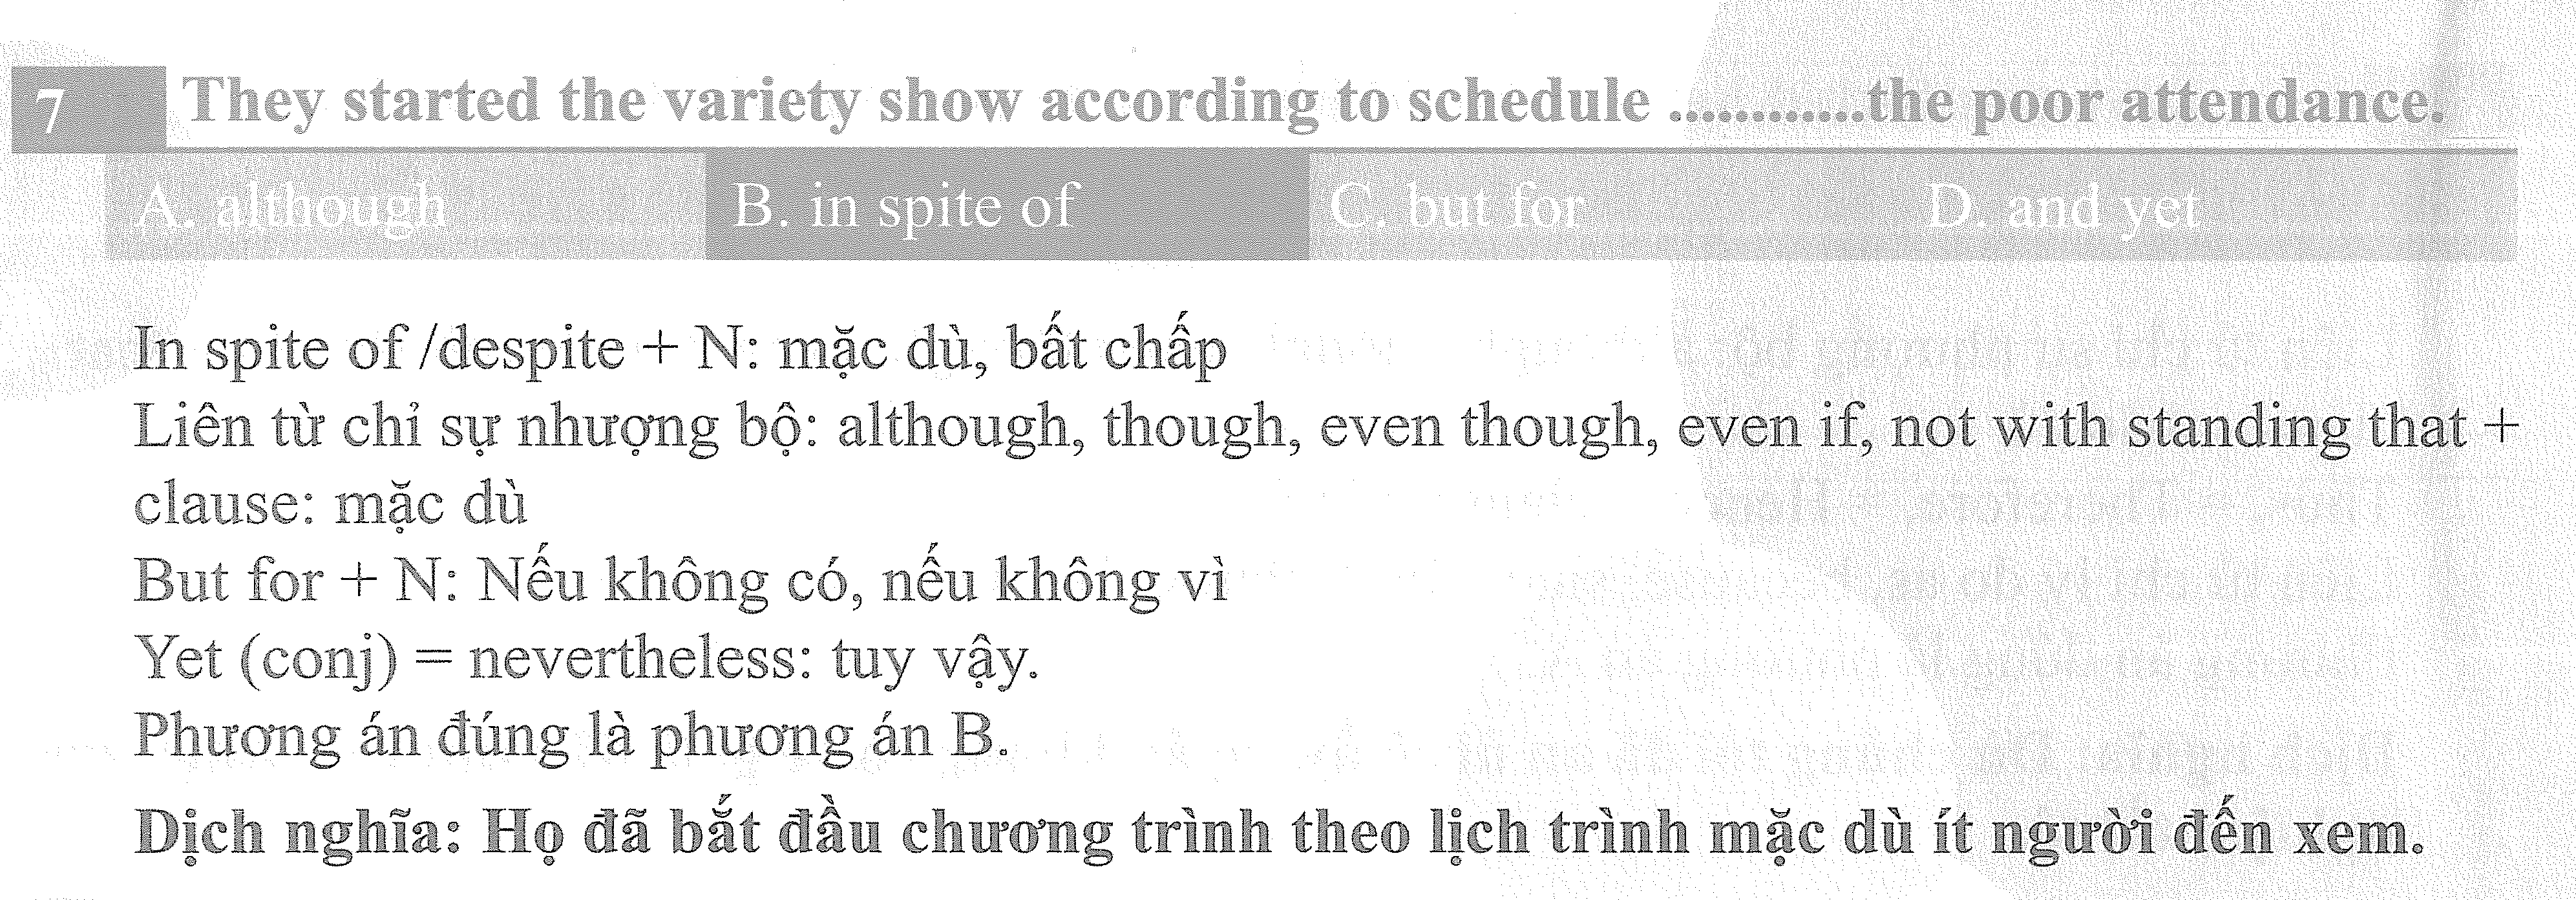 7 They started the variety show according to schedule ............the poor attendance.
A. although B. in spite of C. but for D. and yet
In spite of /despite + N: mặc dù, bất chấp
Liên từ chỉ sự nhượng bộ: although, though, even though, even if, not with standing that +
clause: mặc dù
But for + N: Nếu không có, nếu không vì
Yet (conj) = nevertheless: tuy vậy.
Phương án đúng là phương án B.
Dịch nghĩa: Họ đã bắt đầu chương trình theo lịch trình mặc dù ít người đến xem.